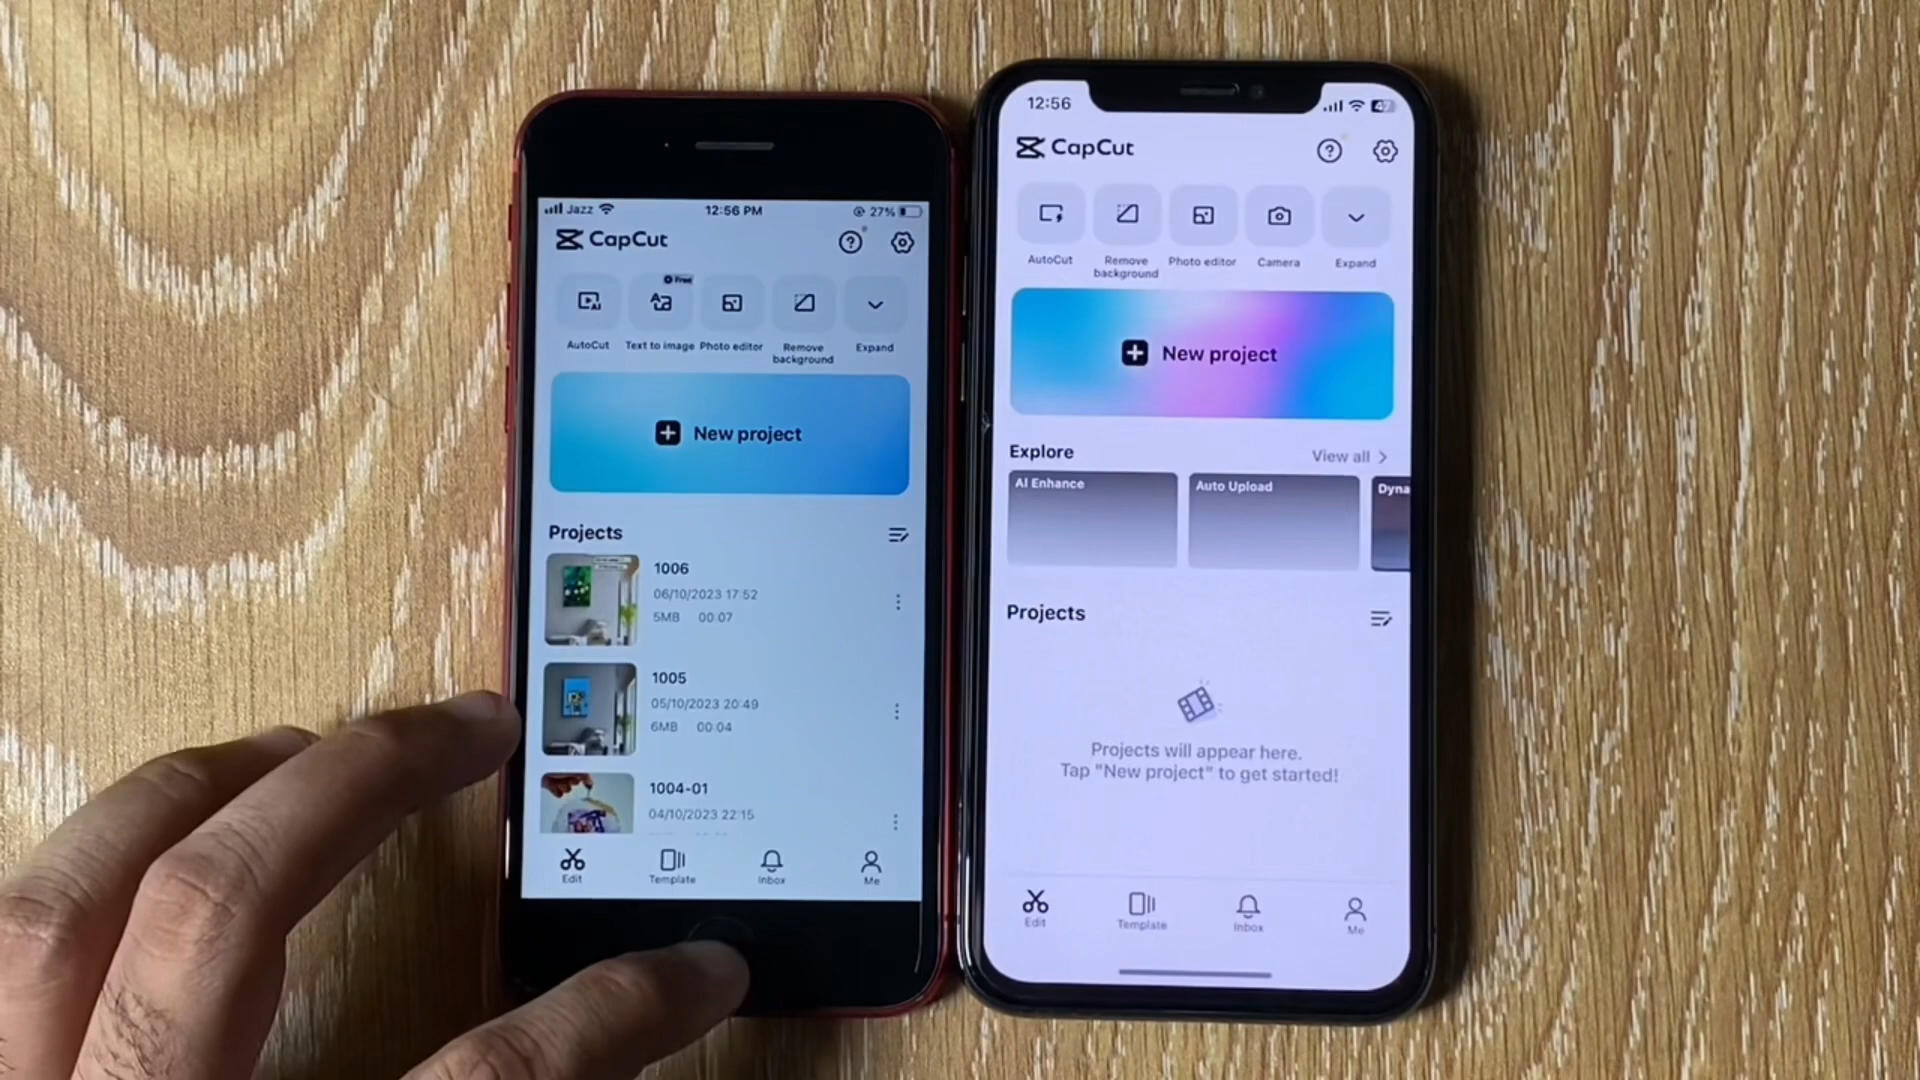 Jazz 12:56 PM 27%
CapCut
Free
AutoCut Text to image Photo editor Remove background Expand
New project
Projects
1006
06/10/2023 17:52
5MB 00:07
1005
05/10/2023 20:49
6MB 00:04
1004-01
04/10/2023 22:15
Edit Template Inbox Me
12:56 47
CapCut
AutoCut Remove background Photo editor Camera Expand
New project
Explore View all
AI Enhance Auto Upload Dyna
Projects
Projects will appear here.
Tap "New project" to get started!
Edit Template Inbox Me